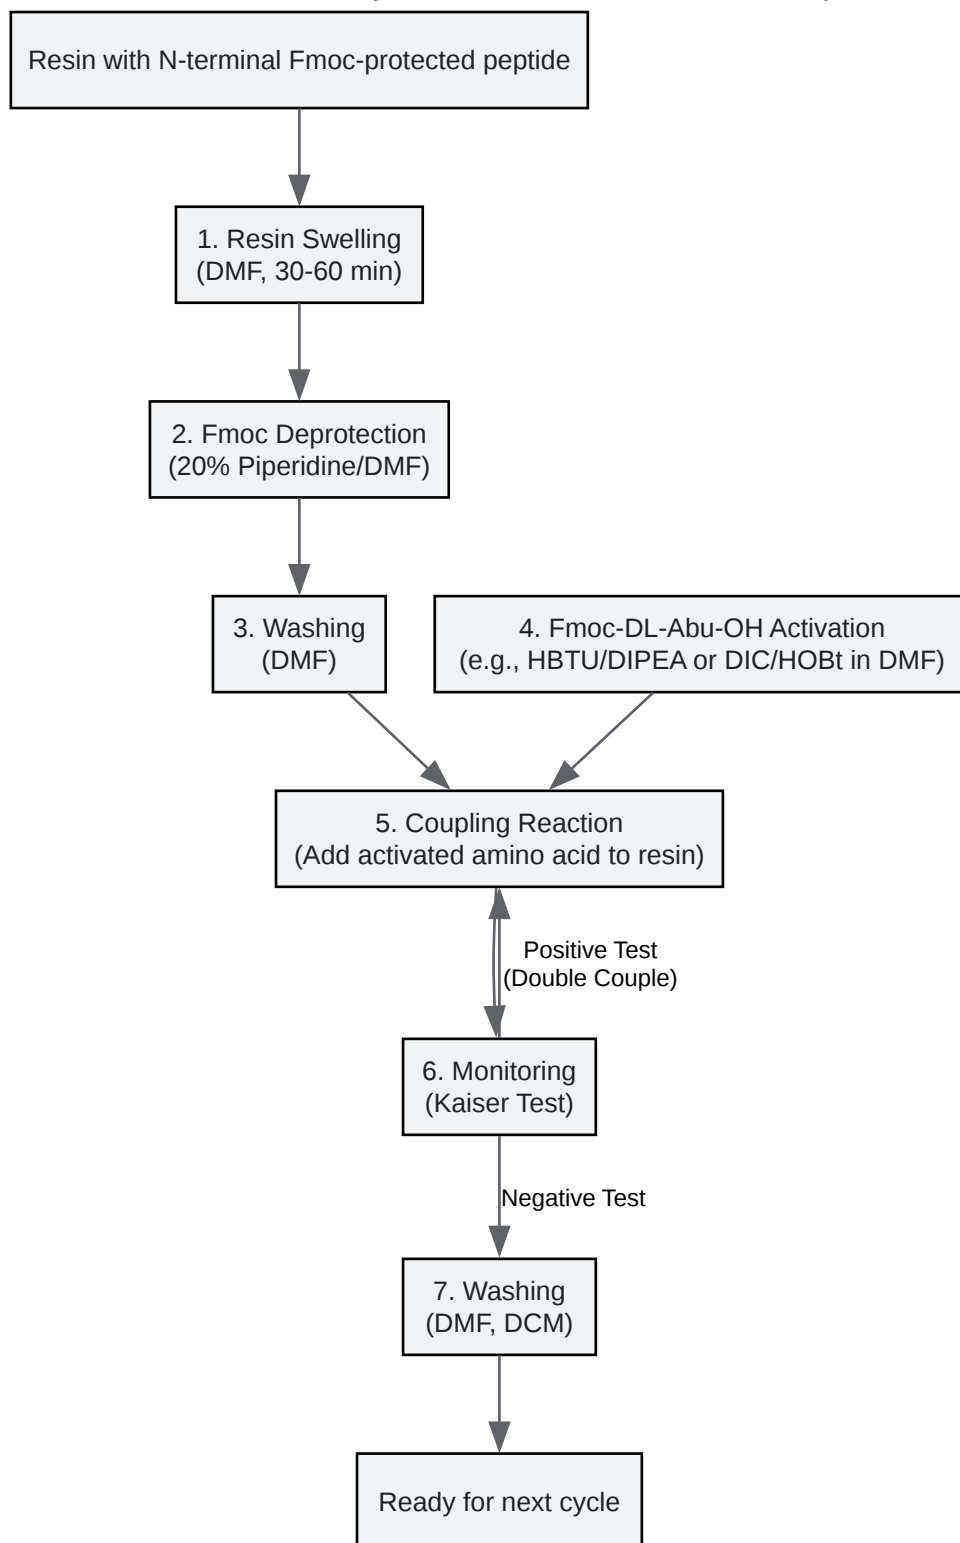 Resin with N-terminal Fmoc-protected peptide
1. Resin Swelling
(DMF, 30-60 min)
2. Fmoc Deprotection
(20% Piperidine/DMF)
3. Washing
(DMF)
4. Fmoc-DL-Abu-OH Activation
(e.g., HBTU/DIPEA or DIC/HOBt in DMF)
5. Coupling Reaction
(Add activated amino acid to resin)
Positive Test
(Double Couple)
6. Monitoring
(Kaiser Test)
Negative Test
7. Washing
(DMF, DCM)
Ready for next cycle